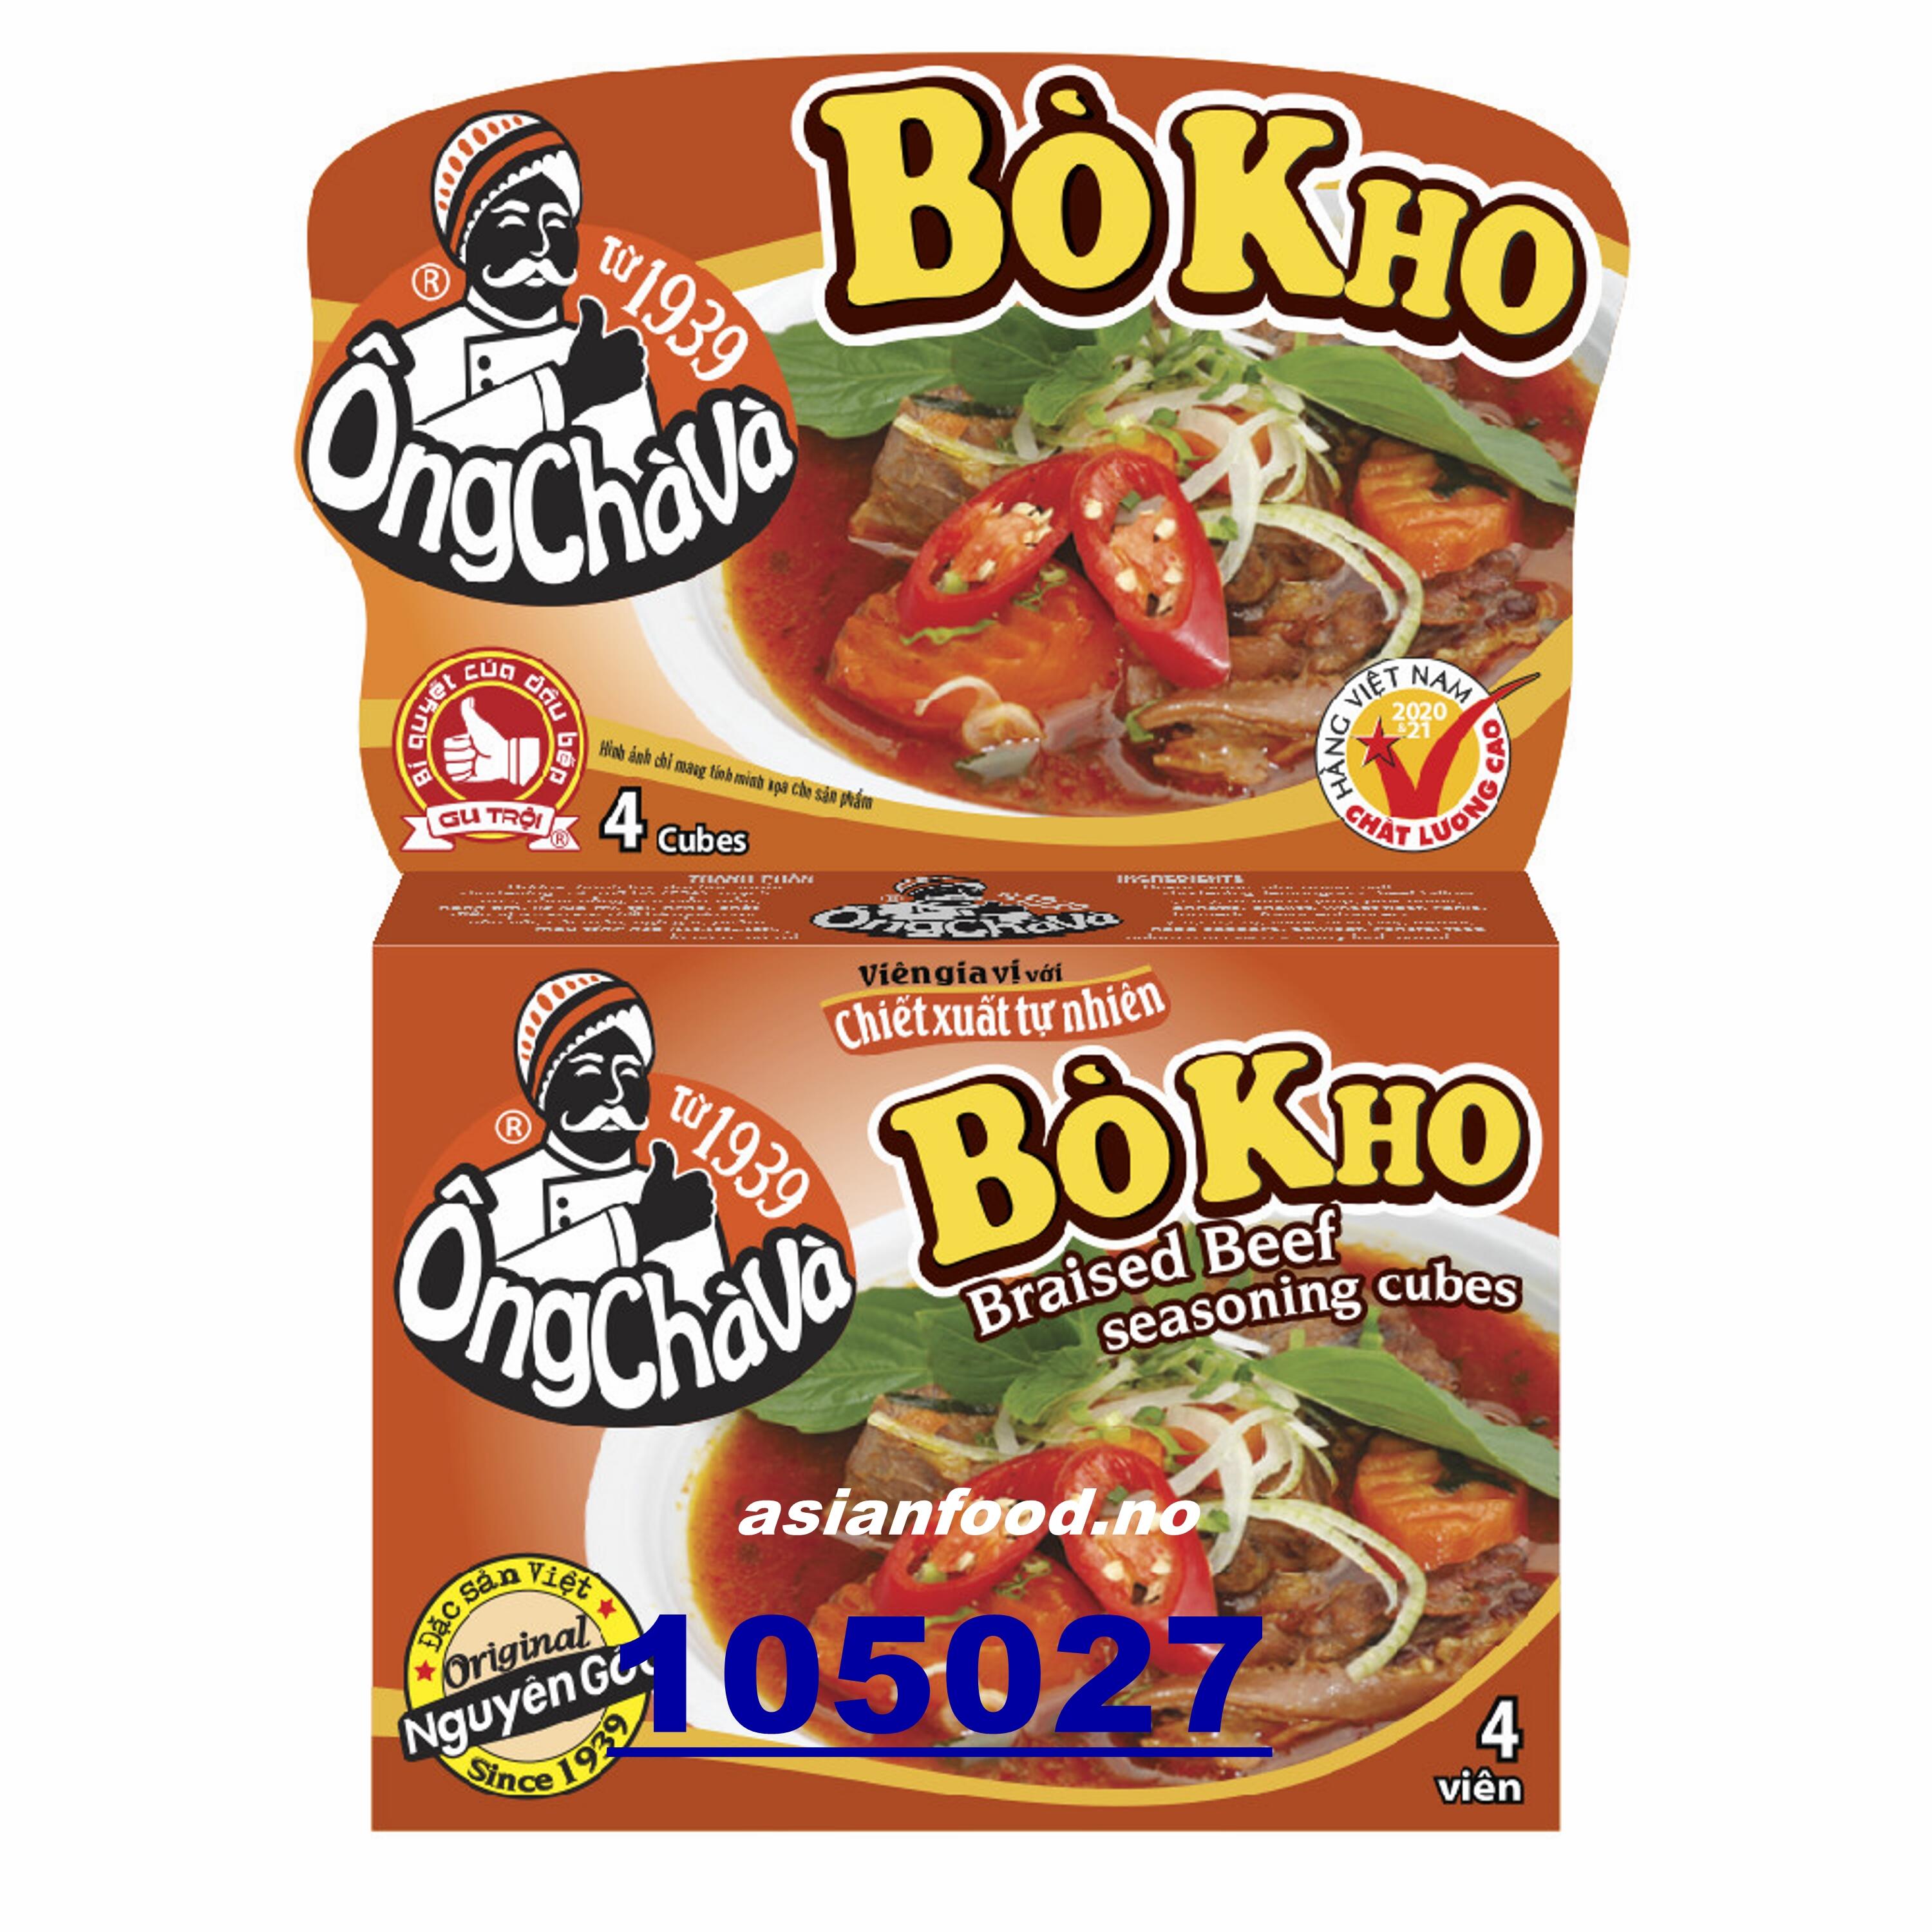 BÒ KHO
®
Từ 1939
Ông Chà Và
Bí quyết của đầu bếp
GU TRỘI
®
Hình ảnh chỉ mang tính minh họa cho sản phẩm
4 Cubes
HÀNG VIỆT NAM
2020
&21
CHẤT LƯỢNG CAO
THÀNH PHẦN
INGREDIENTS
Ông Chà Và
Viên gia vị với
Chiết xuất tự nhiên
®
Từ 1939
Ông Chà Và
BÒ KHO
Braised Beef
seasoning cubes
asianfood.no
Đặc Sản Việt
Original
Nguyên Gố
Since 1939
105027
4
viên